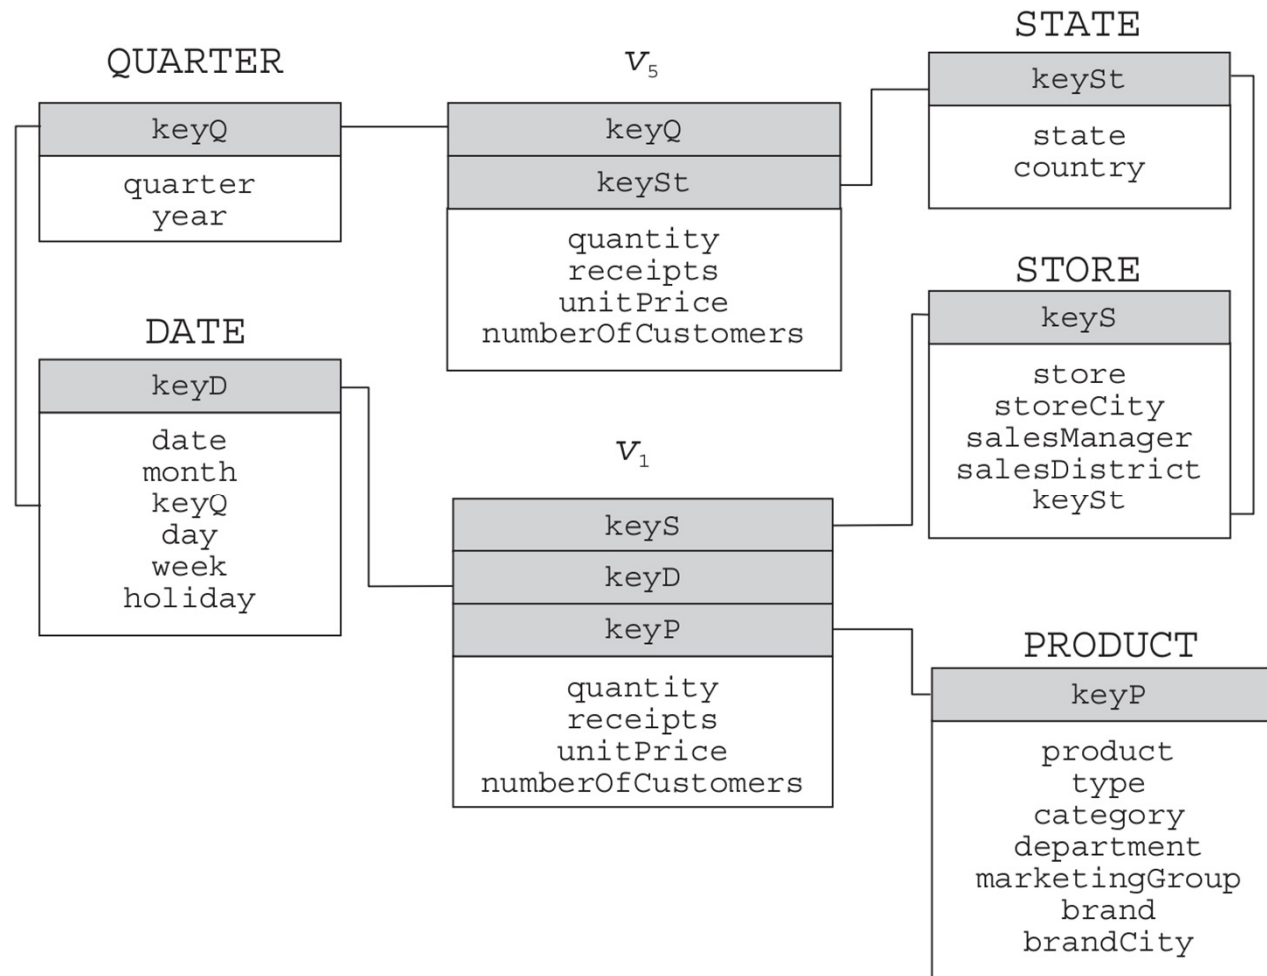 QUARTER
keyQ
quarter
year
V5
keyQ
keySt
quantity
receipts
unitPrice
numberOfCustomers
STATE
keySt
state
country
DATE
keyD
date
month
keyQ
day
week
holiday
V1
keyS
keyD
keyP
quantity
receipts
unitPrice
numberOfCustomers
STORE
keyS
store
storeCity
salesManager
salesDistrict
keySt
PRODUCT
keyP
product
type
category
department
marketingGroup
brand
brandCity